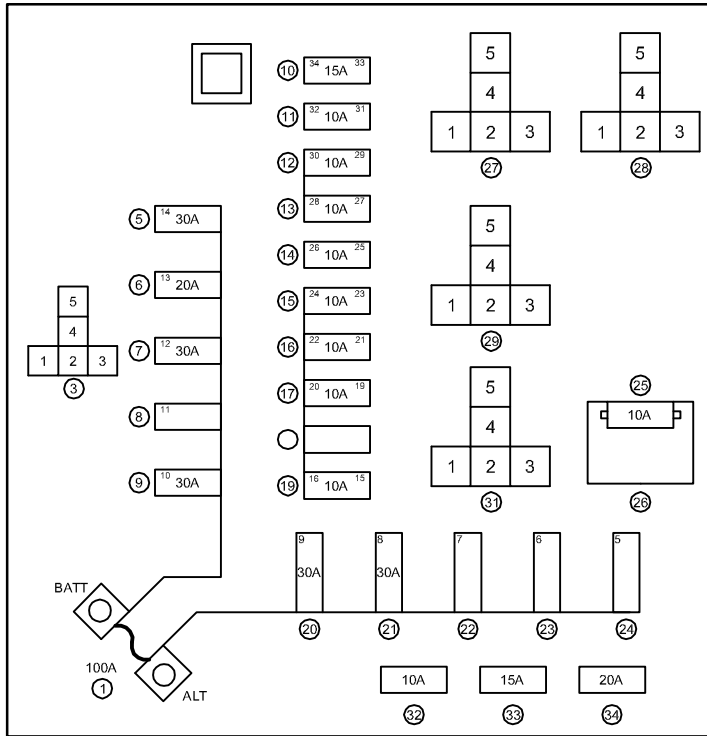 5 5
10 34 15A 33
4 4
11 32 10A 31
1 2 3 1 2 3
12 30 10A 29
27 28
13 28 10A 27
5 14 30A
5
14 26 10A 25
4
6 13 20A
5
15 24 10A 23
1 2 3
4
29
7 12 30A
16 22 10A 21
1 2 3
3
17 20 10A 19
5
25
8 11
10A
4
1 2 3
9 10 30A
19 16 10A 15
31
26
9 8 7 6 5
30A 30A
BATT
20 21 22 23 24
100A
1
ALT
10A 15A 20A
32 33 34